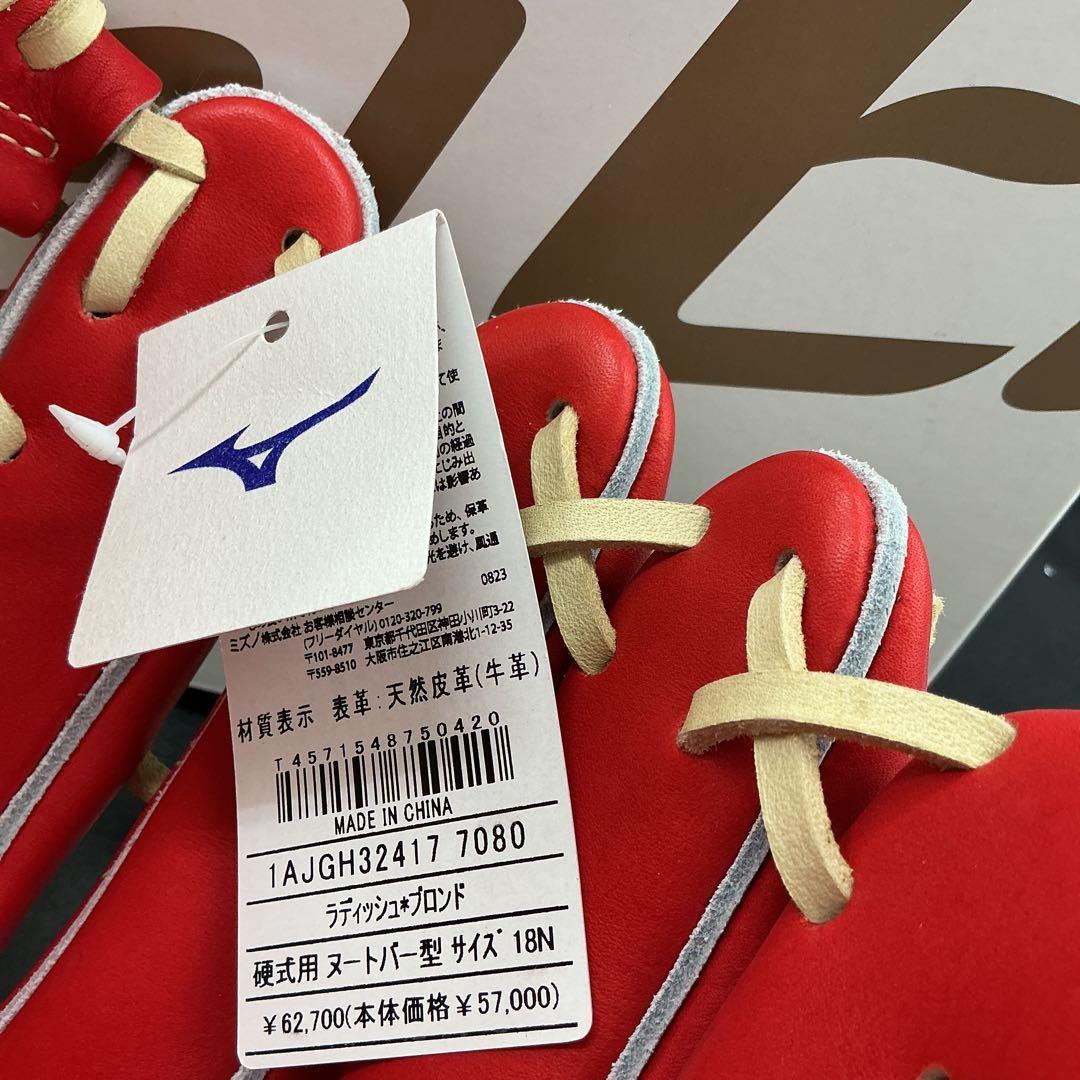 て使
の間
目的と
の経過
にじみ出
は影響あ
ため、保革
めします。
光を避け、風通
0823
お客様相談センター
ミズノ株式会社 (フリーダイヤル) 0120-320-799
〒101-8477 東京都千代田区神田小川町3-22
〒559-8510 大阪市住之江区南港北1-12-35
材質表示 表革:天然皮革(牛革)
T4571548750420
MADE IN CHINA
1AJGH32417 7080
ラディッシュ*ブロンド
硬式用 ヌートバー型 サイズ 18N
¥62,700(本体価格¥57,000)